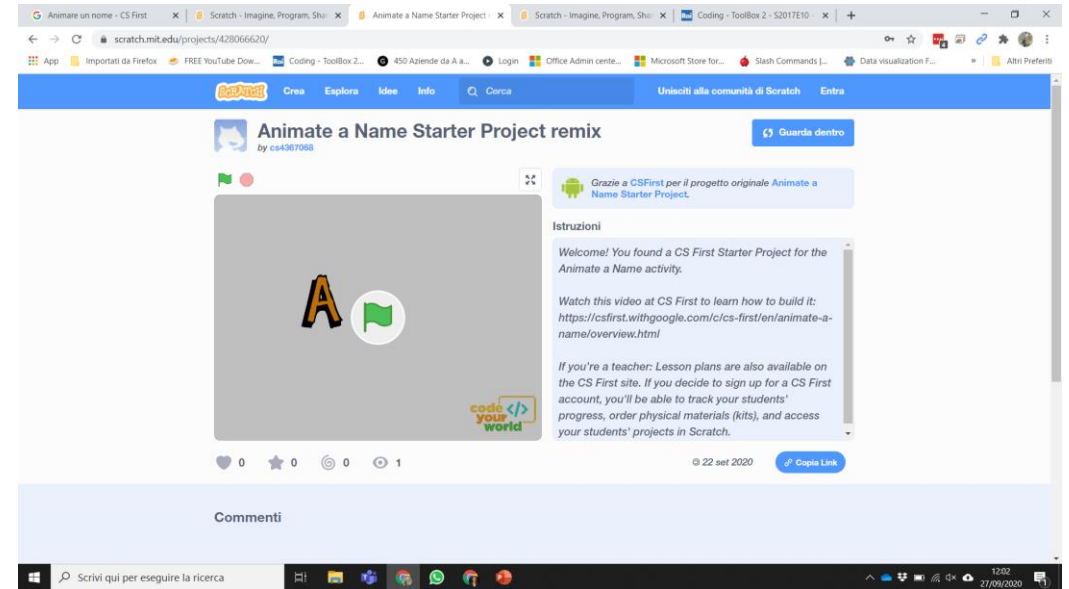 Animare un nome - CS First
Scratch - Imagine, Program, Shar
Animate a Name Starter Project r
Scratch - Imagine, Program, Shar
Coding - ToolBox 2 - S2017E10 -
scratch.mit.edu/projects/428066620/
App
Importati da Firefox
FREE YouTube Dow...
Coding - ToolBox 2...
450 Aziende da A a...
Login
Office Admin cente...
Microsoft Store for...
Slash Commands |...
Data visualization F...
»
Altri Preferiti
SCRATCH
Crea
Esplora
Idee
Info
Cerca
Unisciti alla comunità di Scratch
Entra
Animate a Name Starter Project remix
by cs4367068
Guarda dentro
Grazie a CSFirst per il progetto originale Animate a
Name Starter Project.
Istruzioni
Welcome! You found a CS First Starter Project for the
Animate a Name activity.
Watch this video at CS First to learn how to build it:
https://csfirst.withgoogle.com/c/cs-first/en/animate-a-
name/overview.html
If you're a teacher: Lesson plans are also available on
the CS First site. If you decide to sign up for a CS First
account, you'll be able to track your students'
progress, order physical materials (kits), and access
your students' projects in Scratch.
A
code </>
your
world
0
0
0
1
© 22 set 2020
Copia Link
Commenti
Scrivi qui per eseguire la ricerca
12:02
27/09/2020